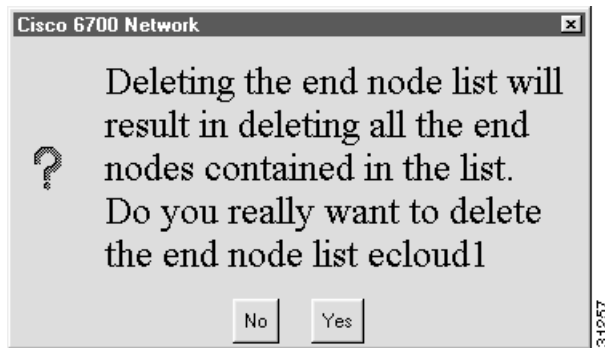 Cisco 6700 Network
Deleting the end node list will
result in deleting all the end
nodes contained in the list.
Do you really want to delete
the end node list ecloud1
No Yes
31257